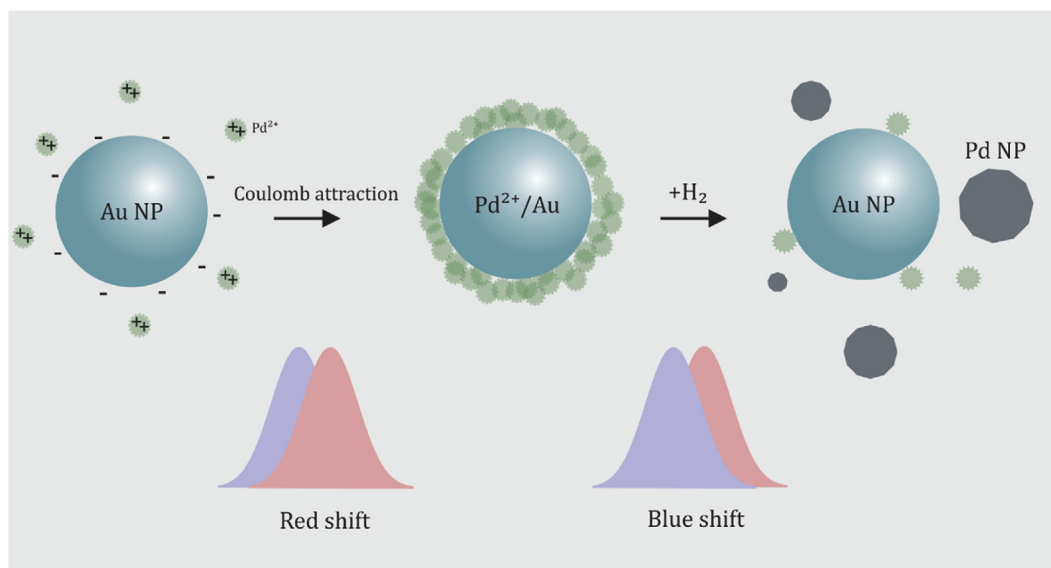 Pd²⁺
Au NP
Coulomb attraction
Pd²⁺/Au
+H₂
Au NP
Pd NP
Red shift
Blue shift